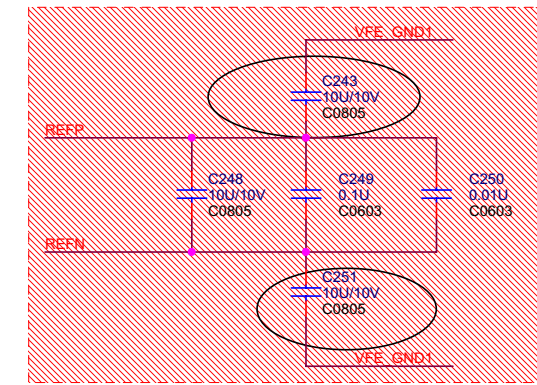 VFE_GND1
C243
10U/10V
C0805
REFP
C248
10U/10V
C0805
C249
0.1U
C0603
C250
0.01U
C0603
REFN
C251
10U/10V
C0805
VFE_GND1